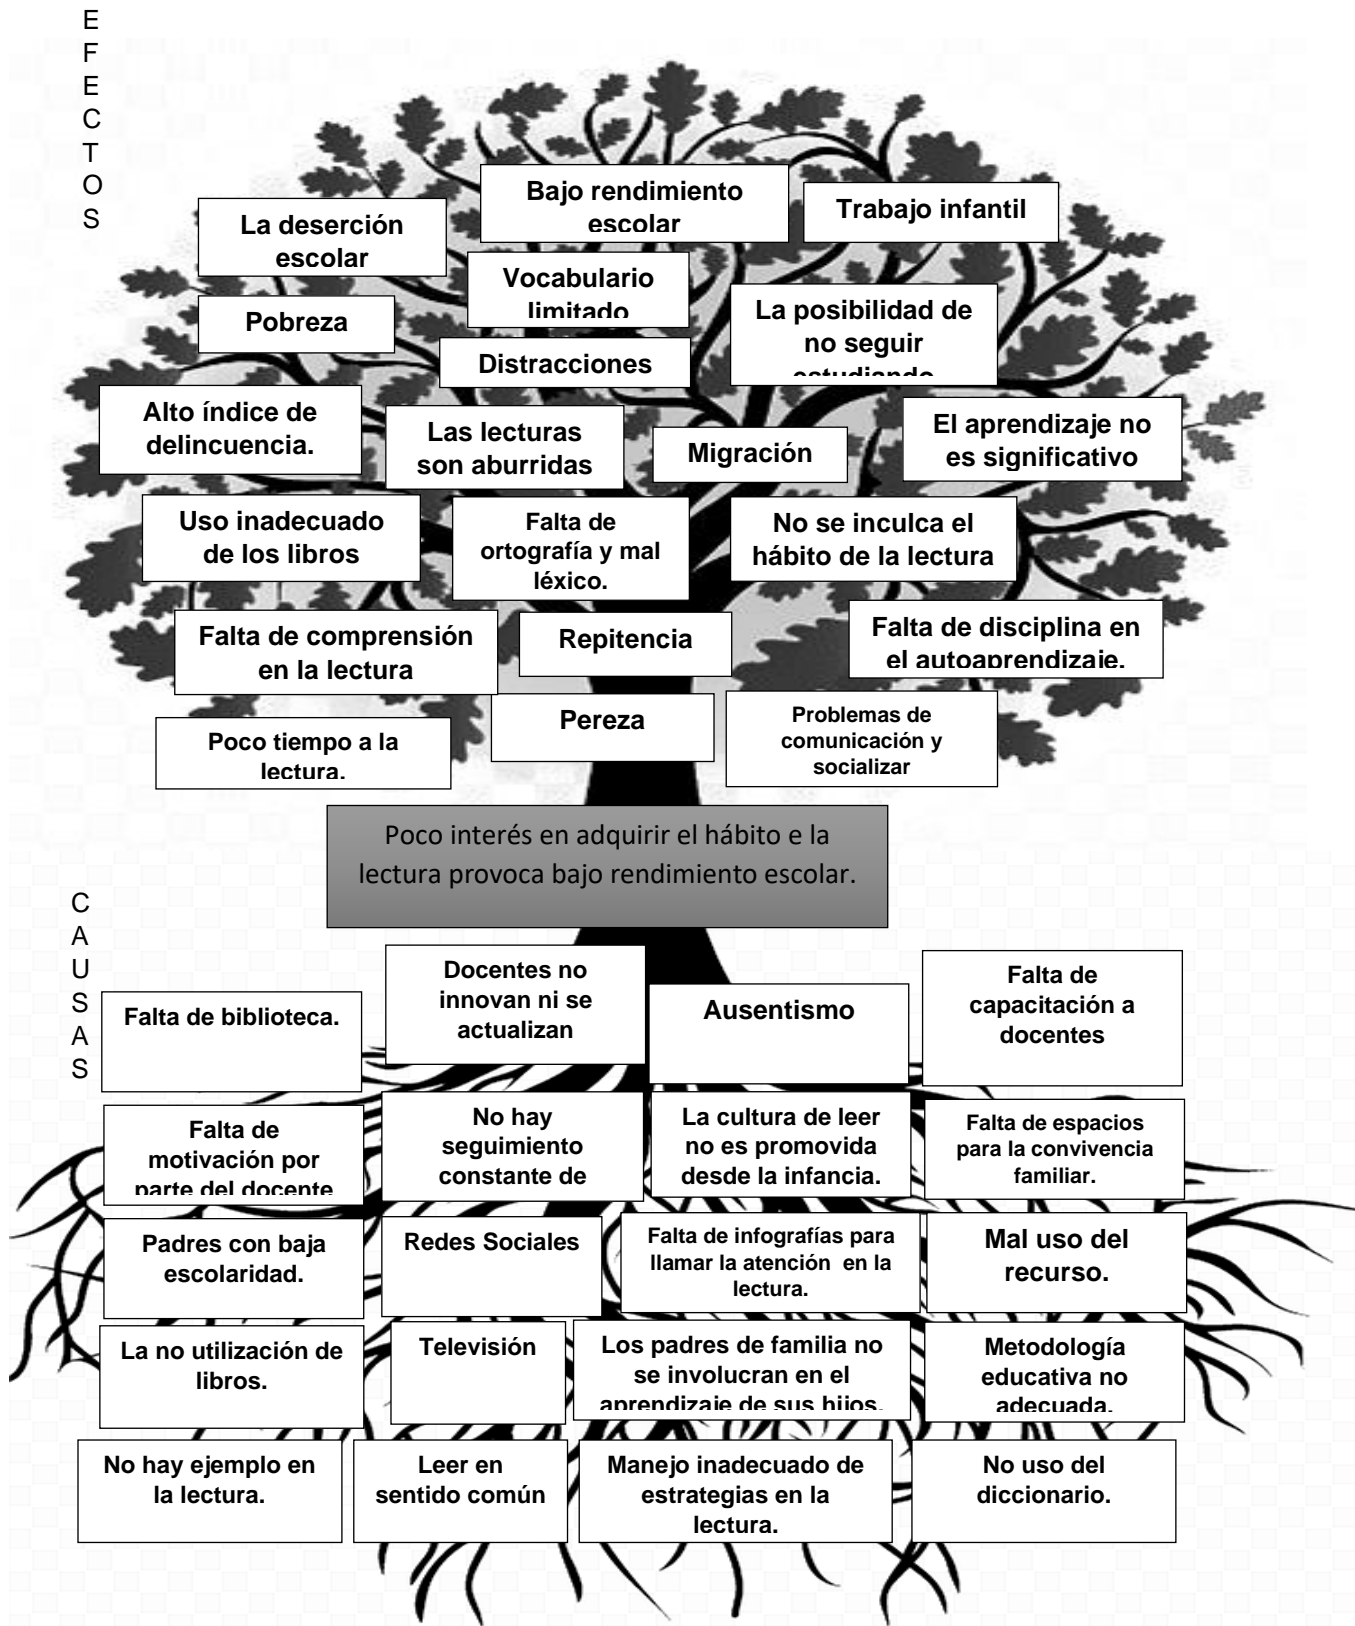 EFECTOS
Bajo rendimiento
escolar
Trabajo infantil
La deserción
escolar
Vocabulario
limitado
La posibilidad de
no seguir
estudiando
Pobreza
Distracciones
Alto índice de
delincuencia.
Las lecturas
son aburridas
Migración
El aprendizaje no
es significativo
Uso inadecuado
de los libros
Falta de
ortografía y mal
léxico.
No se inculca el
hábito de la lectura
Falta de comprensión
en la lectura
Repitencia
Falta de disciplina en
el autoaprendizaje.
Poco tiempo a la
lectura.
Pereza
Problemas de
comunicación y
socializar
Poco interés en adquirir el hábito e la
lectura provoca bajo rendimiento escolar.
CAUSAS
Falta de biblioteca.
Docentes no
innovan ni se
actualizan
Ausentismo
Falta de
capacitación a
docentes
Falta de
motivación por
parte del docente
No hay
seguimiento
constante de
La cultura de leer
no es promovida
desde la infancia.
Falta de espacios
para la convivencia
familiar.
Padres con baja
escolaridad.
Redes Sociales
Falta de infografías para
llamar la atención en la
lectura.
Mal uso del
recurso.
La no utilización de
libros.
Televisión
Los padres de familia no
se involucran en el
aprendizaje de sus hijos.
Metodología
educativa no
adecuada.
No hay ejemplo en
la lectura.
Leer en
sentido común
Manejo inadecuado de
estrategias en la
lectura.
No uso del
diccionario.